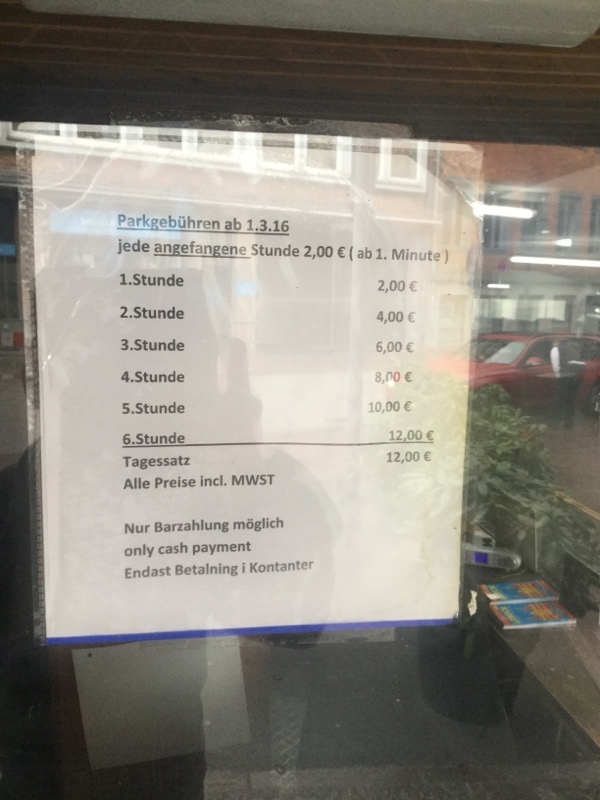 Parkgebühren ab 1.3.16
jede angefangene Stunde 2,00 € ( ab 1. Minute )
1.Stunde 2,00 €
2.Stunde 4,00 €
3.Stunde 6,00 €
4.Stunde 8,00 €
5.Stunde 10,00 €
6.Stunde 12,00 €
Tagessatz 12,00 €
Alle Preise incl. MWST
Nur Barzahlung möglich
only cash payment
Endast Betalning i Kontanter